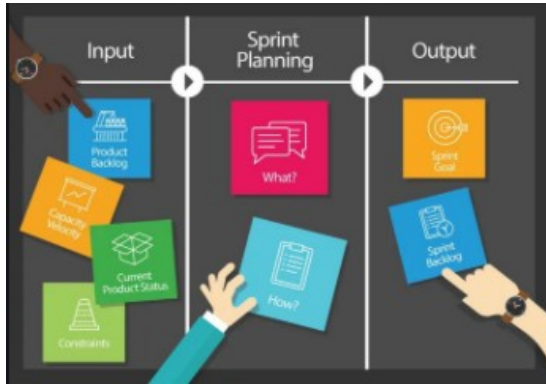 Input
Sprint
Planning
Output
Product
Backlog
Capacity
Velocity
Current
Product Status
Constraints
What?
How?
Sprint
Goal
Sprint
Backlog